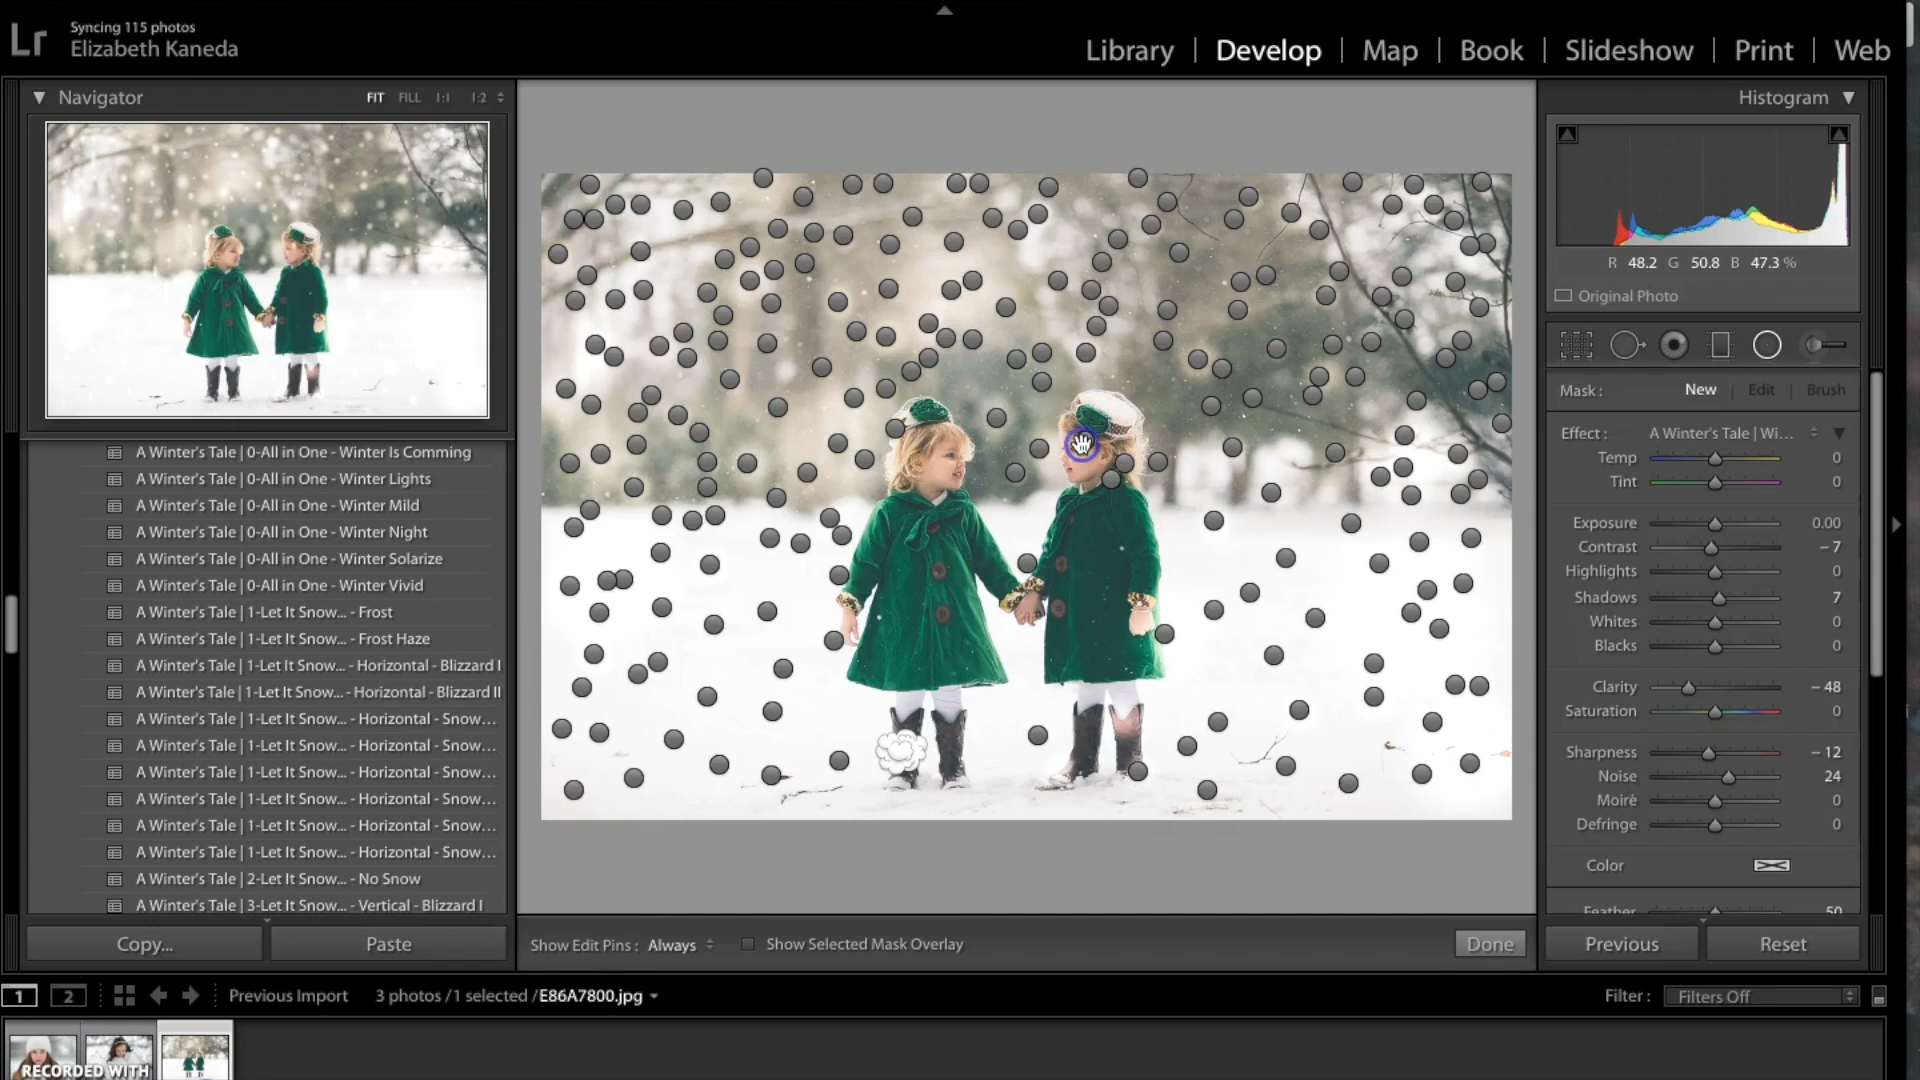 Lr
Syncing 115 photos
Elizabeth Kaneda
Library | Develop | Map | Book | Slideshow | Print | Web
Navigator
FIT FILL 1:1 1:2
A Winter's Tale | 0-All in One - Winter Is Comming
A Winter's Tale | 0-All in One - Winter Lights
A Winter's Tale | 0-All in One - Winter Mild
A Winter's Tale | 0-All in One - Winter Night
A Winter's Tale | 0-All in One - Winter Solarize
A Winter's Tale | 0-All in One - Winter Vivid
A Winter's Tale | 1-Let It Snow... - Frost
A Winter's Tale | 1-Let It Snow... - Frost Haze
A Winter's Tale | 1-Let It Snow... - Horizontal - Blizzard I
A Winter's Tale | 1-Let It Snow... - Horizontal - Blizzard II
A Winter's Tale | 1-Let It Snow... - Horizontal - Snow...
A Winter's Tale | 1-Let It Snow... - Horizontal - Snow...
A Winter's Tale | 1-Let It Snow... - Horizontal - Snow...
A Winter's Tale | 1-Let It Snow... - Horizontal - Snow...
A Winter's Tale | 1-Let It Snow... - Horizontal - Snow...
A Winter's Tale | 1-Let It Snow... - Horizontal - Snow...
A Winter's Tale | 2-Let It Snow... - No Snow
A Winter's Tale | 3-Let It Snow... - Vertical - Blizzard I
Copy...
Paste
Show Edit Pins : Always
Show Selected Mask Overlay
Done
Histogram
R 48.2 G 50.8 B 47.3 %
Original Photo
Mask : New | Edit | Brush
Effect : A Winter's Tale | Wi...
Temp 0
Tint 0
Exposure 0.00
Contrast – 7
Highlights 0
Shadows 7
Whites 0
Blacks 0
Clarity – 48
Saturation 0
Sharpness – 12
Noise 24
Moiré 0
Defringe 0
Color
Feather 50
Previous
Reset
1 2 Previous Import 3 photos /1 selected /E86A7800.jpg
Filter : Filters Off
RECORDED WITH